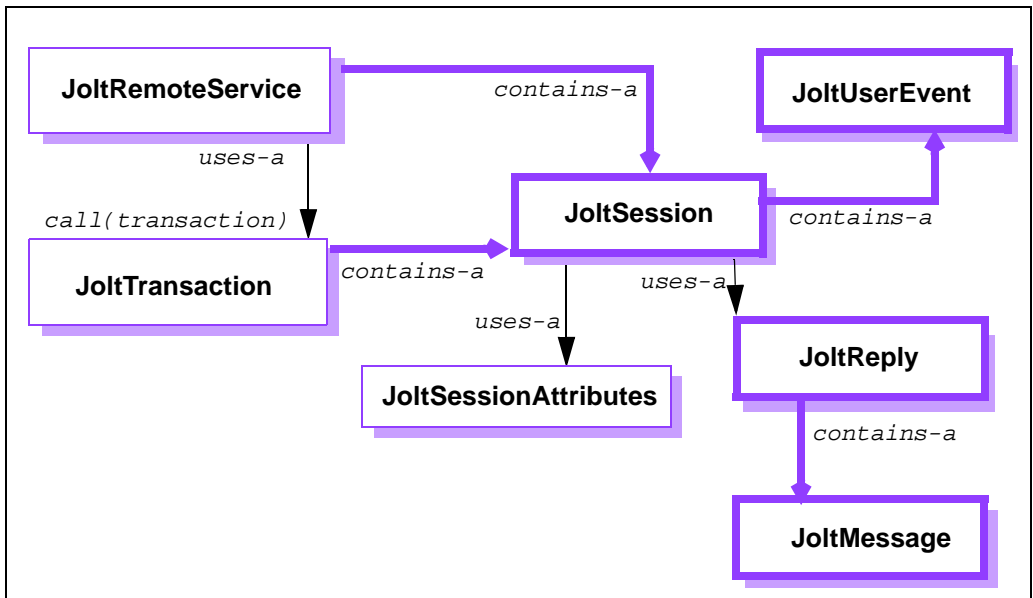 JoltRemoteService
contains-a
JoltUserEvent
uses-a
JoltSession
call(transaction)
contains-a
JoltTransaction
contains-a
uses-a
uses-a
JoltReply
JoltSessionAttributes
contains-a
JoltMessage